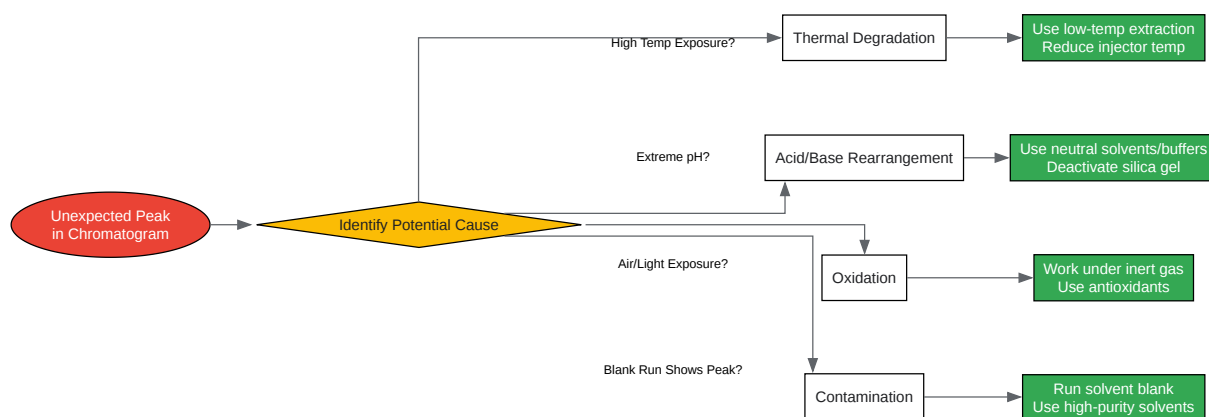 High Temp Exposure?
Thermal Degradation
Use low-temp extraction
Reduce injector temp
Extreme pH?
Acid/Base Rearrangement
Use neutral solvents/buffers
Deactivate silica gel
Unexpected Peak
in Chromatogram
Identify Potential Cause
Air/Light Exposure?
Oxidation
Work under inert gas
Use antioxidants
Blank Run Shows Peak?
Contamination
Run solvent blank
Use high-purity solvents